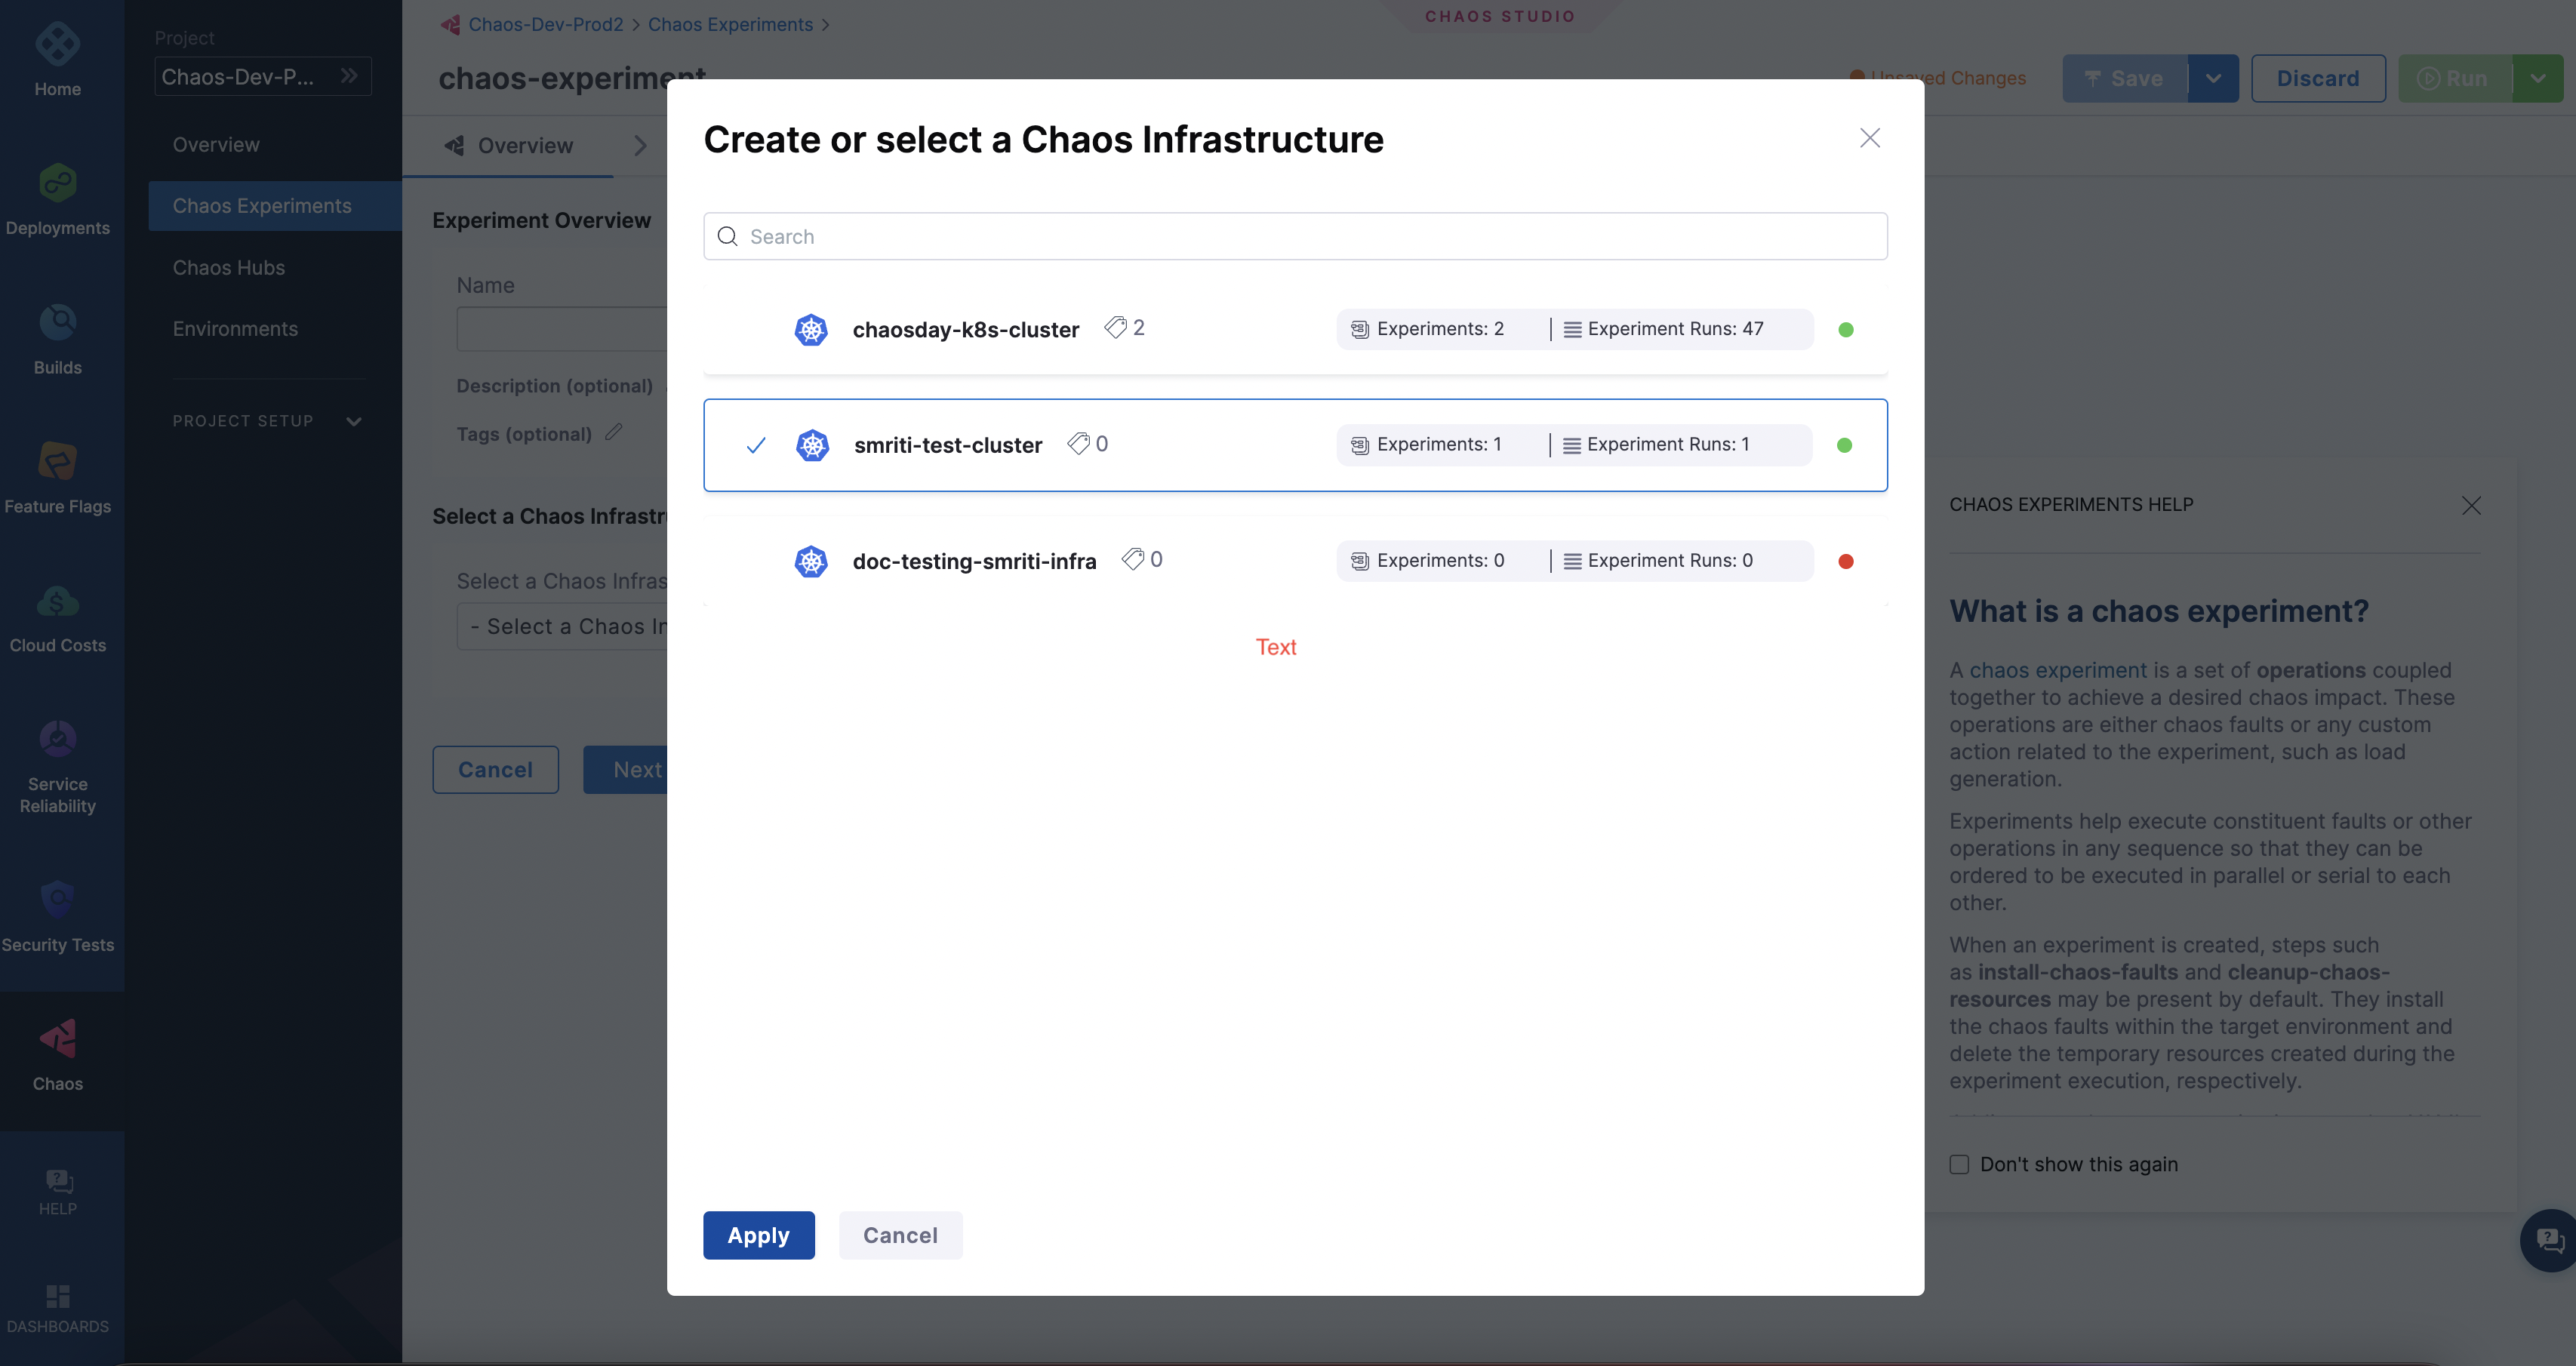 Home
Deployments
Builds
Feature Flags
Cloud Costs
Service
Reliability
Security Tests
Chaos
HELP
DASHBOARDS
Project
Chaos-Dev-P...
Overview
Chaos Experiments
Chaos Hubs
Environments
PROJECT SETUP
Chaos-Dev-Prod2 > Chaos Experiments >
CHAOS STUDIO
chaos-experiment
Unsaved Changes
Save
Discard
Run
Overview
Experiment Overview
Name
Description (optional)
Tags (optional)
Select a Chaos Infrastru
Select a Chaos Infras
- Select a Chaos In
Cancel
Next
Create or select a Chaos Infrastructure
Search
chaosday-k8s-cluster 2 Experiments: 2 | Experiment Runs: 47
smriti-test-cluster 0 Experiments: 1 | Experiment Runs: 1
doc-testing-smriti-infra 0 Experiments: 0 | Experiment Runs: 0
Text
Apply
Cancel
CHAOS EXPERIMENTS HELP
What is a chaos experiment?
A chaos experiment is a set of operations coupled
together to achieve a desired chaos impact. These
operations are either chaos faults or any custom
action related to the experiment, such as load
generation.
Experiments help execute constituent faults or other
operations in any sequence so that they can be
ordered to be executed in parallel or serial to each
other.
When an experiment is created, steps such
as install-chaos-faults and cleanup-chaos-
resources may be present by default. They install
the chaos faults within the target environment and
delete the temporary resources created during the
experiment execution, respectively.
Don't show this again